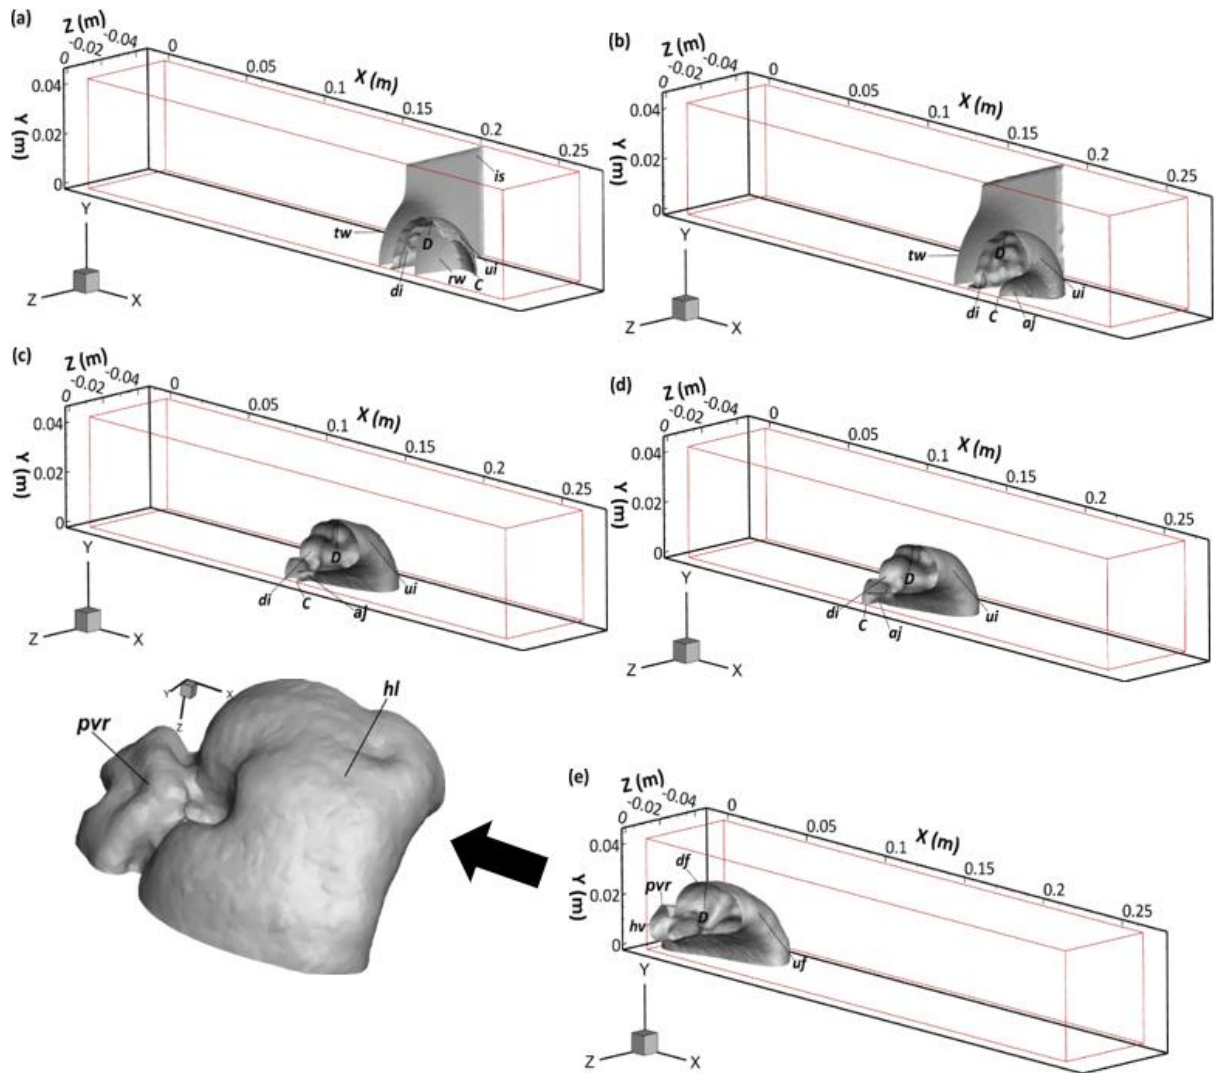 (a)
Z (m)
0 -0.02 -0.04
0 0.05 0.1 0.15 0.2 0.25
X (m)
0.04
0.02
0
Y (m)
is
tw
D
di
rw
C
ui
Y
Z
X
(b)
Z (m)
0 -0.02 -0.04
0 0.05 0.1 0.15 0.2 0.25
X (m)
0.04
0.02
0
Y (m)
tw
D
di
C
aj
ui
Y
Z
X
(c)
Z (m)
0 -0.02 -0.04
0 0.05 0.1 0.15 0.2 0.25
X (m)
0.04
0.02
0
Y (m)
D
di
C
aj
ui
Y
Z
X
(d)
Z (m)
0 -0.02 -0.04
0 0.05 0.1 0.15 0.2 0.25
X (m)
0.04
0.02
0
Y (m)
D
di
C
aj
ui
Y
Z
X
Y
X
Z
hl
pvr
(e)
Z (m)
0 -0.02 -0.04
0 0.05 0.1 0.15 0.2 0.25
X (m)
0.04
0.02
0
Y (m)
df
pvr
D
hv
uf
Y
Z
X